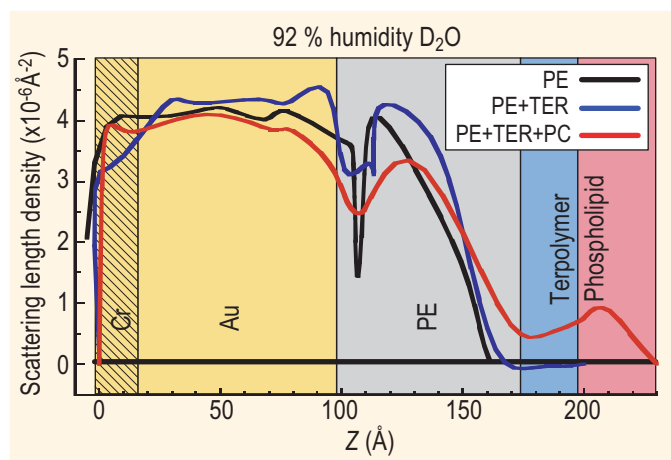 92 % humidity D₂O
Scattering length density (x10⁻⁶Å⁻²)
5
4
3
2
1
0
PE
PE+TER
PE+TER+PC
Cr
Au
PE
Terpolymer
Phospholipid
0
50
100
150
200
Z (Å)